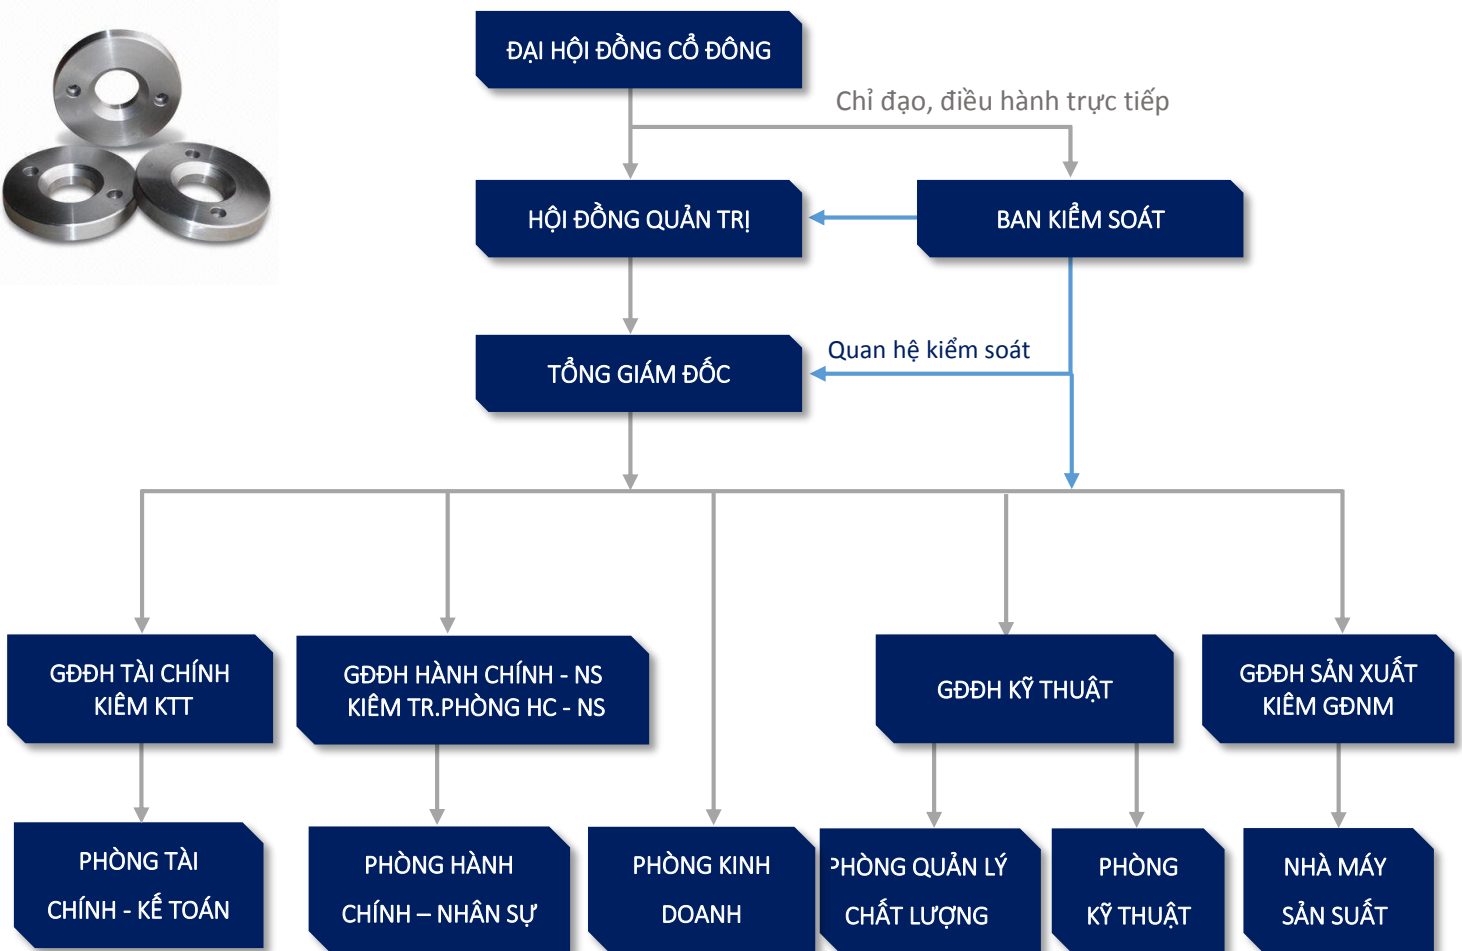 ĐẠI HỘI ĐỒNG CỔ ĐÔNG
Chỉ đạo, điều hành trực tiếp
HỘI ĐỒNG QUẢN TRỊ
BAN KIỂM SOÁT
Quan hệ kiểm soát
TỔNG GIÁM ĐỐC
GĐĐH TÀI CHÍNH
KIÊM KTT
GĐĐH HÀNH CHÍNH - NS
KIÊM TR.PHÒNG HC - NS
GĐĐH KỸ THUẬT
GĐĐH SẢN XUẤT
KIÊM GĐNM
PHÒNG TÀI
CHÍNH - KẾ TOÁN
PHÒNG HÀNH
CHÍNH – NHÂN SỰ
PHÒNG KINH
DOANH
PHÒNG QUẢN LÝ
CHẤT LƯỢNG
PHÒNG
KỸ THUẬT
NHÀ MÁY
SẢN SUẤT